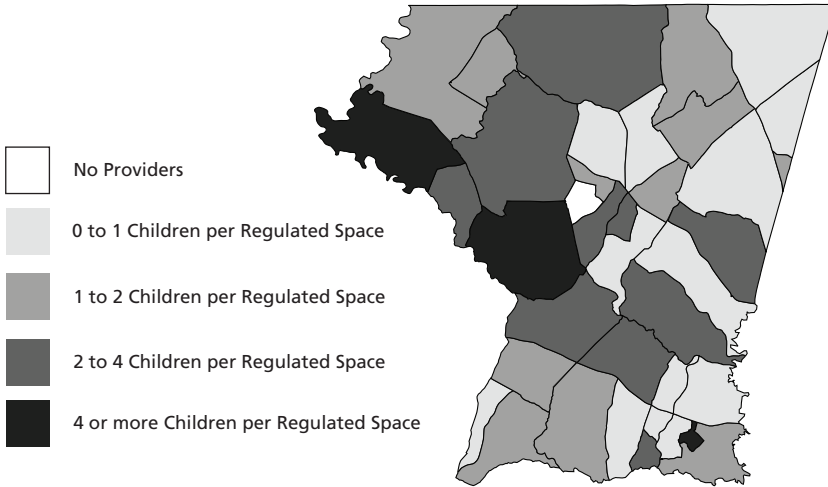 No Providers
0 to 1 Children per Regulated Space
1 to 2 Children per Regulated Space
2 to 4 Children per Regulated Space
4 or more Children per Regulated Space